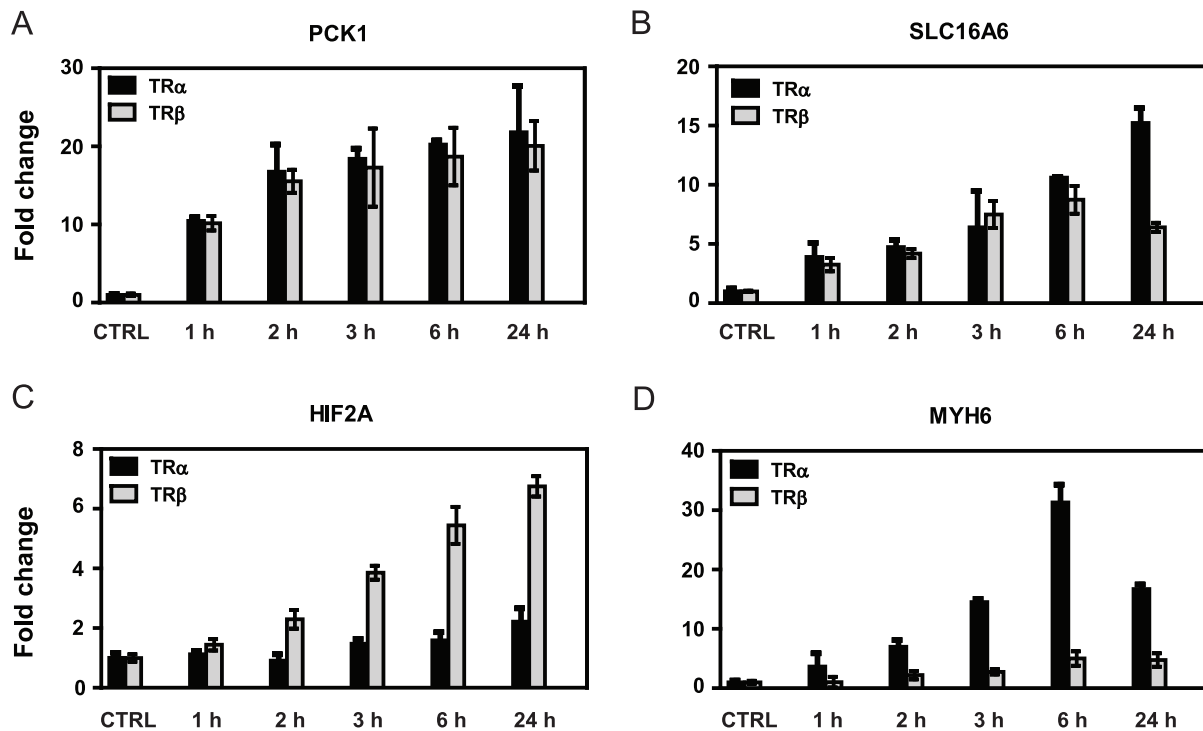 A
PCK1
Fold change
30
20
10
0
TRα
TRβ
CTRL 1 h 2 h 3 h 6 h 24 h
B
SLC16A6
20
15
10
5
0
TRα
TRβ
CTRL 1 h 2 h 3 h 6 h 24 h
C
HIF2A
Fold change
8
6
4
2
0
TRα
TRβ
CTRL 1 h 2 h 3 h 6 h 24 h
D
MYH6
40
30
20
10
0
TRα
TRβ
CTRL 1 h 2 h 3 h 6 h 24 h